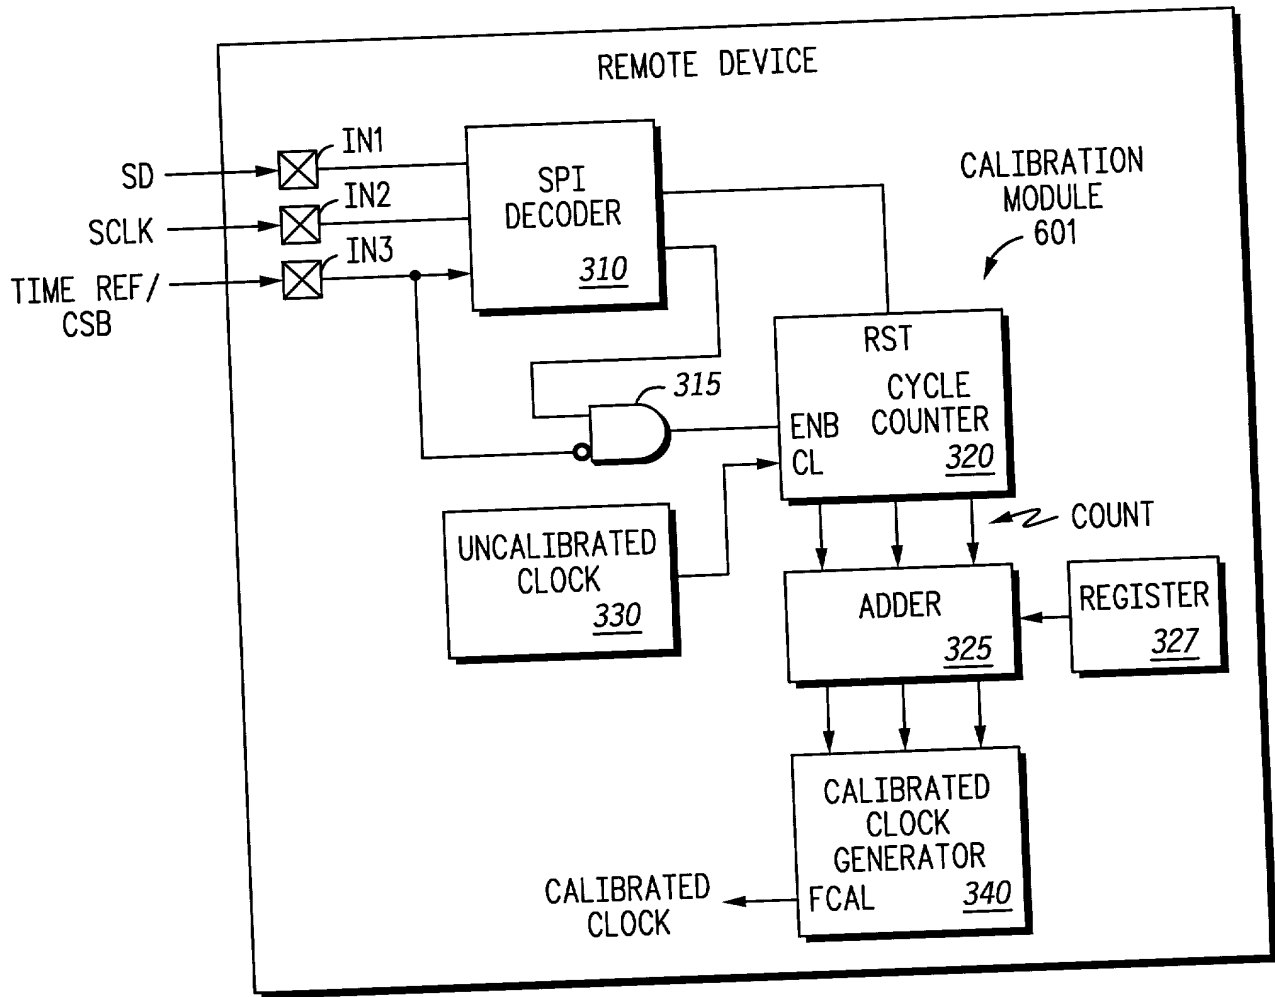 REMOTE DEVICE
SD
IN1
SCLK
IN2
TIME REF/
CSB
IN3
SPI
DECODER
310
CALIBRATION
MODULE
601
315
RST
CYCLE
COUNTER
320
ENB
CL
UNCALIBRATED
CLOCK
330
COUNT
ADDER
325
REGISTER
327
CALIBRATED
CLOCK
GENERATOR
FCAL
340
CALIBRATED
CLOCK